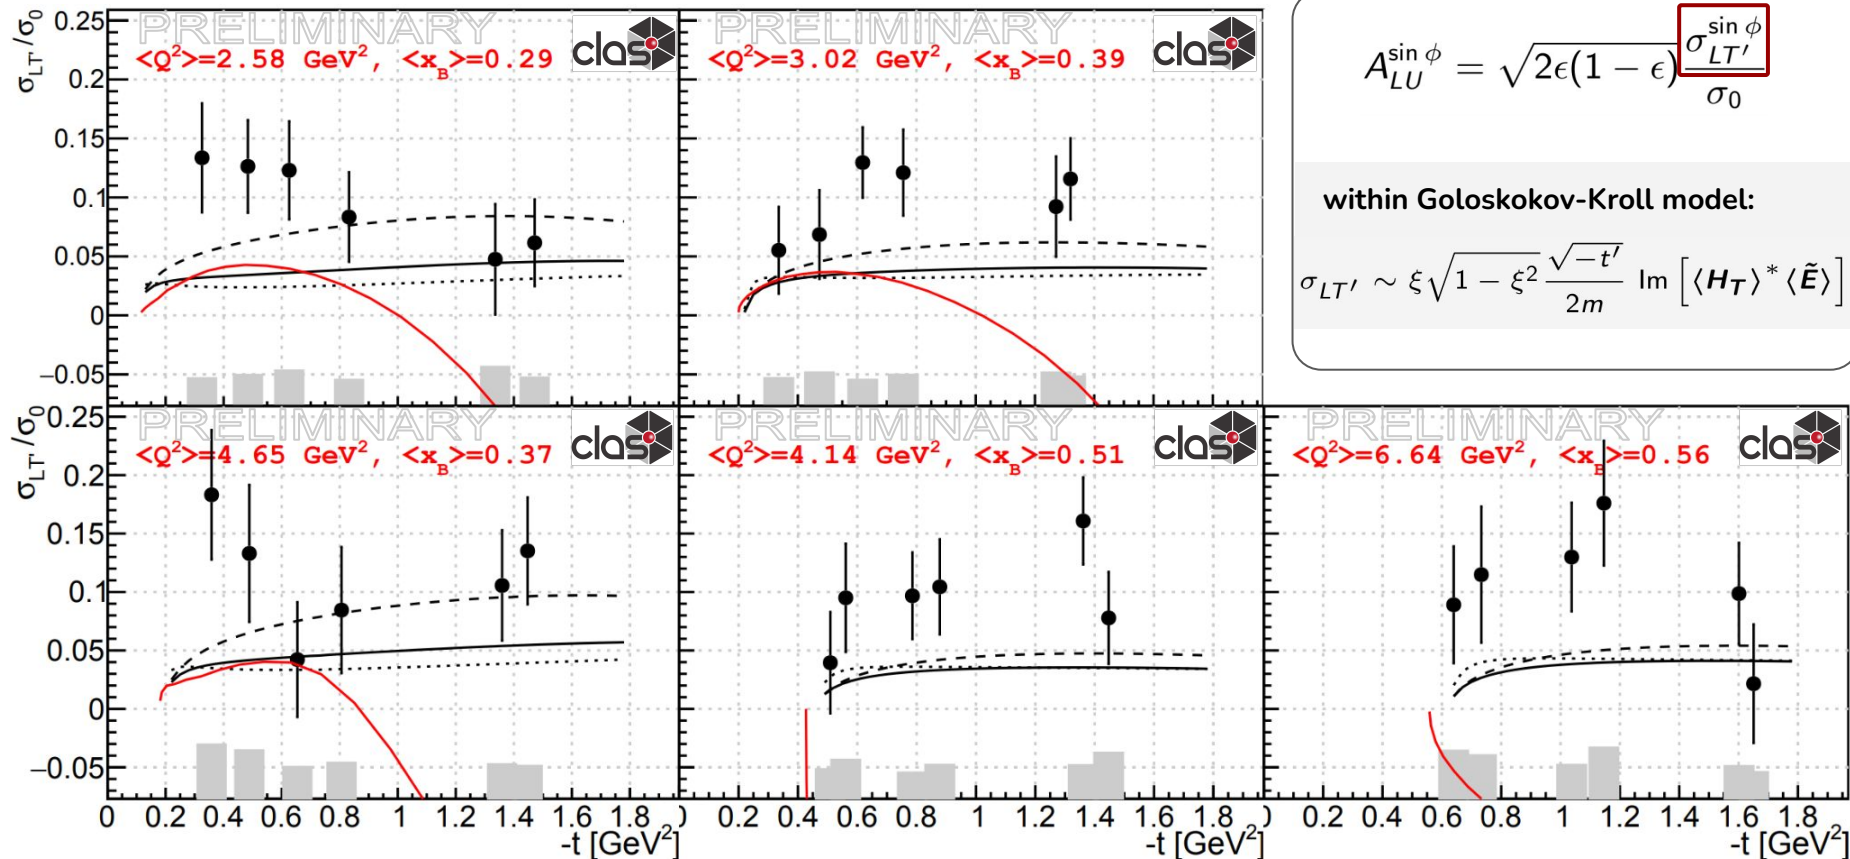 PRELIMINARY
clas
<Q²>=2.58 GeV², <x_B>=0.29
PRELIMINARY
clas
<Q²>=3.02 GeV², <x_B>=0.39
σ_LT' /σ_0
0.25
0.2
0.15
0.1
0.05
0
−0.05
A_{LU}^{sin ϕ} = √2ϵ(1 − ϵ) σ_{LT′}^{sin ϕ} / σ_0
within Goloskokov-Kroll model:
σ_{LT′} ∼ ξ√1 − ξ² √−t′ / 2m Im [⟨H_T⟩* ⟨Ẽ⟩]
PRELIMINARY
clas
<Q²>=4.65 GeV², <x_B>=0.37
PRELIMINARY
clas
<Q²>=4.14 GeV², <x_B>=0.51
PRELIMINARY
clas
<Q²>=6.64 GeV², <x_B>=0.56
σ_LT' /σ_0
0.25
0.2
0.15
0.1
0.05
0
−0.05
0 0.2 0.4 0.6 0.8 1 1.2 1.4 1.6 1.8
-t [GeV²]
0.2 0.4 0.6 0.8 1 1.2 1.4 1.6 1.8
-t [GeV²]
0.2 0.4 0.6 0.8 1 1.2 1.4 1.6 1.8
-t [GeV²]